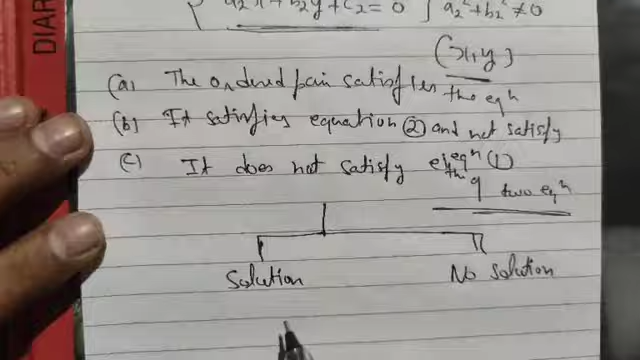 DIAR
a₂x + b₂y + c₂ = 0 } a₂² + b₂² ≠ 0
(x, y)
(a) The ordered pair satisfies the eqⁿ
(b) It satisfies equation ② and not satisfy eqⁿ (1)
(c) It does not satisfy the two eqⁿ
Solution No solution